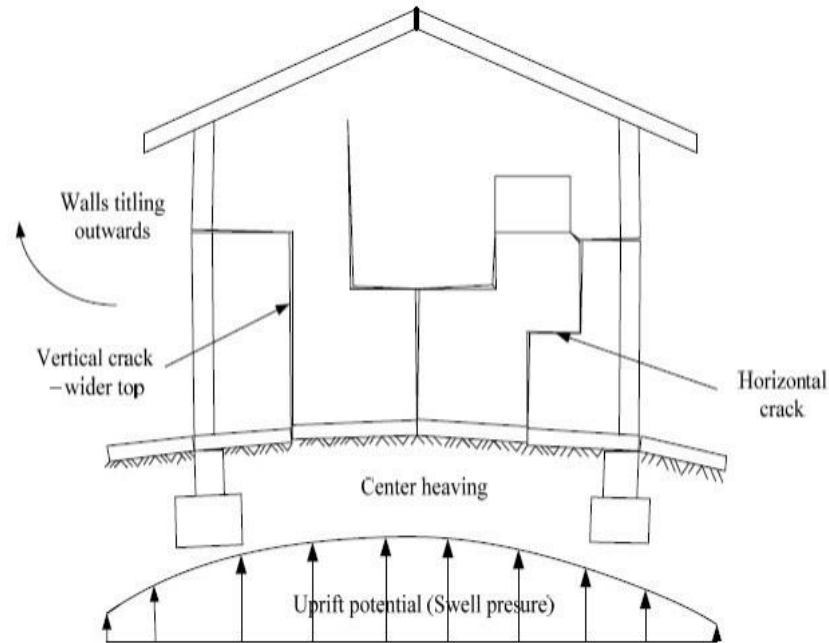 Walls titling
outwards
Vertical crack
–wider top
Horizontal
crack
Center heaving
Uprift potential (Swell presure)